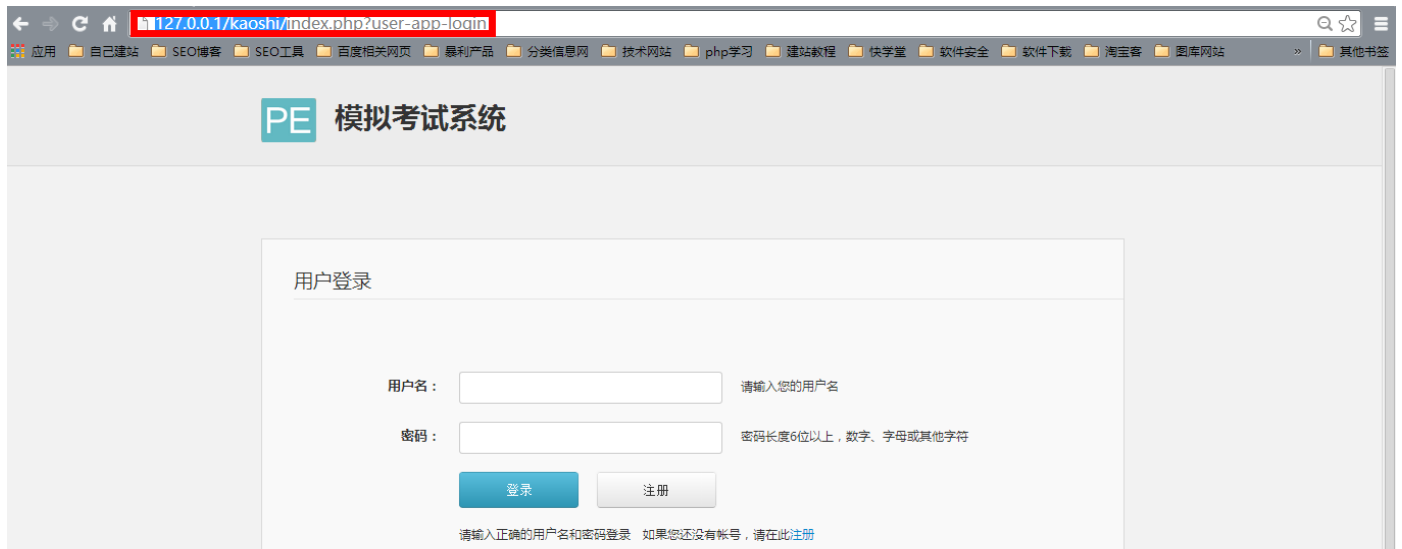 127.0.0.1/kaoshi/index.php?user-app-login
应用 自己建站 SEO博客 SEO工具 百度相关网页 暴利产品 分类信息网 技术网站 php学习 建站教程 快学堂 软件安全 软件下载 淘宝客 图库网站 » 其他书签
PE 模拟考试系统
用户登录
用户名： 请输入您的用户名
密码： 密码长度6位以上，数字、字母或其他字符
登录 注册
请输入正确的用户名和密码登录 如果您还没有帐号，请在此注册